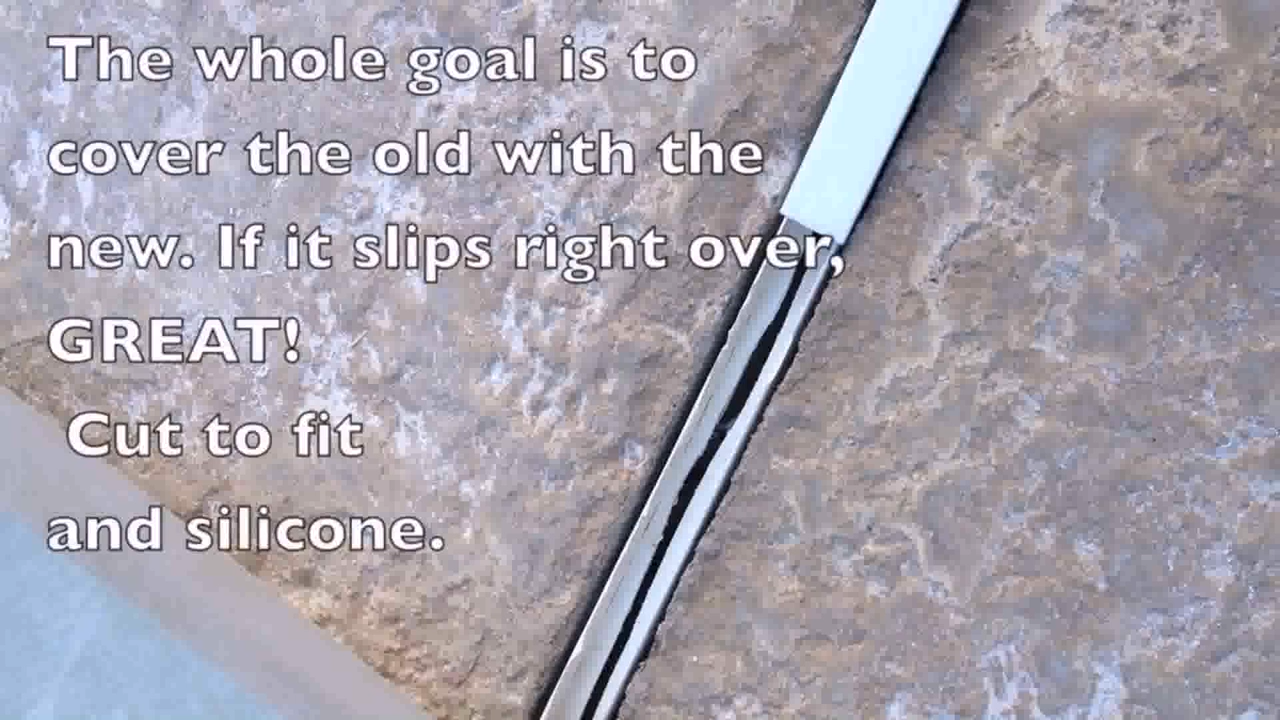 The whole goal is to
cover the old with the
new. If it slips right over,
GREAT!
Cut to fit
and silicone.